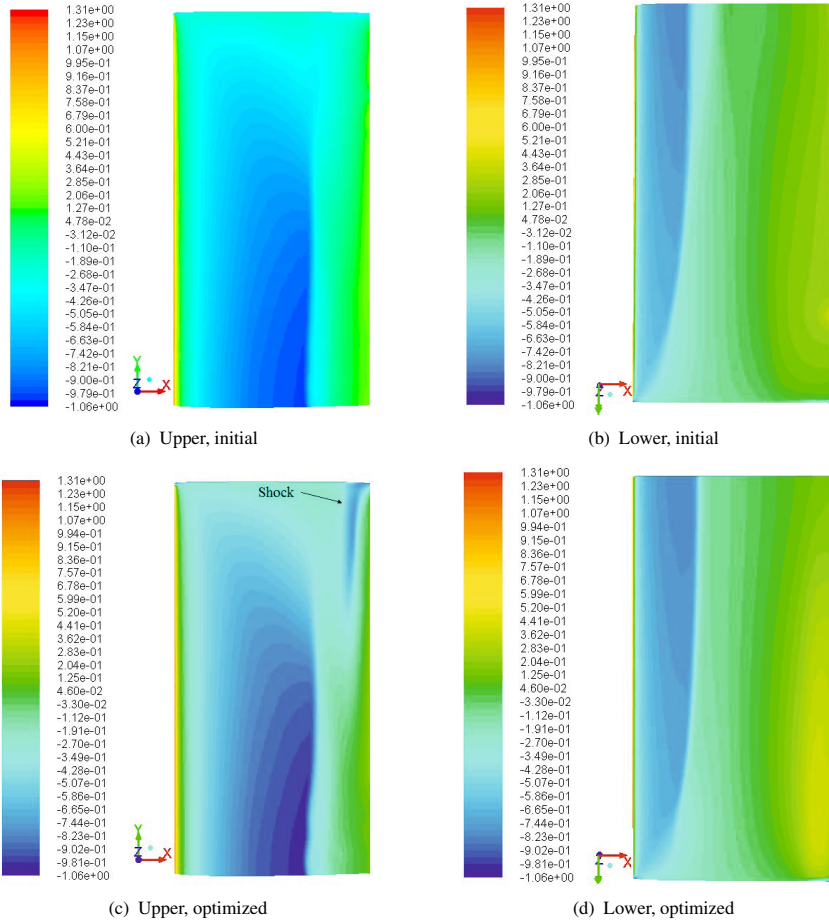 1.31e+00
1.23e+00
1.15e+00
1.07e+00
9.95e-01
9.16e-01
8.37e-01
7.58e-01
6.79e-01
6.00e-01
5.21e-01
4.43e-01
3.64e-01
2.85e-01
2.06e-01
1.27e-01
4.78e-02
-3.12e-02
-1.10e-01
-1.89e-01
-2.68e-01
-3.47e-01
-4.26e-01
-5.05e-01
-5.84e-01
-6.63e-01
-7.42e-01
-8.21e-01
-9.00e-01
-9.79e-01
-1.06e+00
Y
Z X
(a) Upper, initial
1.31e+00
1.23e+00
1.15e+00
1.07e+00
9.95e-01
9.16e-01
8.37e-01
7.58e-01
6.79e-01
6.00e-01
5.21e-01
4.43e-01
3.64e-01
2.85e-01
2.06e-01
1.27e-01
4.78e-02
-3.12e-02
-1.10e-01
-1.89e-01
-2.68e-01
-3.47e-01
-4.26e-01
-5.05e-01
-5.84e-01
-6.63e-01
-7.42e-01
-8.21e-01
-9.00e-01
-9.79e-01
-1.06e+00
Z X
(b) Lower, initial
1.31e+00
1.23e+00
1.15e+00
1.07e+00
9.94e-01
9.15e-01
8.36e-01
7.57e-01
6.78e-01
5.99e-01
5.20e-01
4.41e-01
3.62e-01
2.83e-01
2.04e-01
1.25e-01
4.60e-02
-3.30e-02
-1.12e-01
-1.91e-01
-2.70e-01
-3.49e-01
-4.28e-01
-5.07e-01
-5.86e-01
-6.65e-01
-7.44e-01
-8.23e-01
-9.02e-01
-9.81e-01
-1.06e+00
Shock
Y
Z X
(c) Upper, optimized
1.31e+00
1.23e+00
1.15e+00
1.07e+00
9.94e-01
9.15e-01
8.36e-01
7.57e-01
6.78e-01
5.99e-01
5.20e-01
4.41e-01
3.62e-01
2.83e-01
2.04e-01
1.25e-01
4.60e-02
-3.30e-02
-1.12e-01
-1.91e-01
-2.70e-01
-3.49e-01
-4.28e-01
-5.07e-01
-5.86e-01
-6.65e-01
-7.44e-01
-8.23e-01
-9.02e-01
-9.81e-01
-1.06e+00
Z X
(d) Lower, optimized